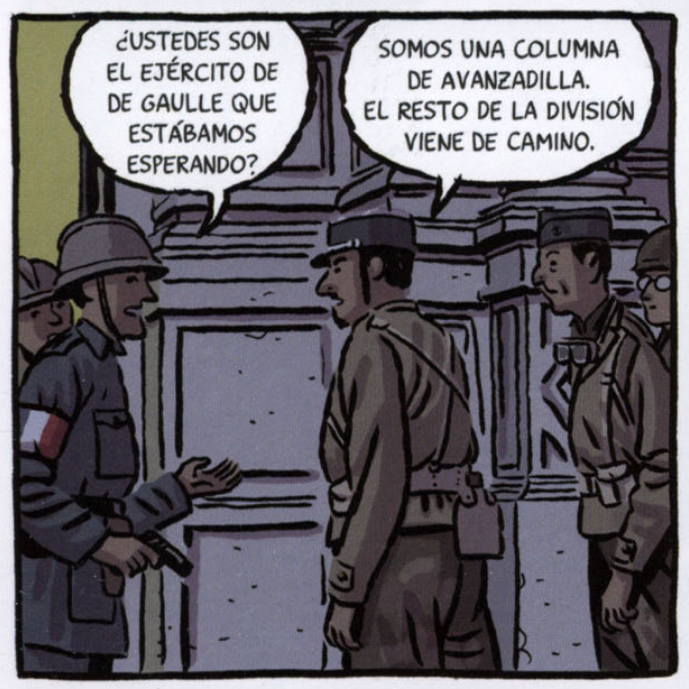 ¿USTEDES SON
EL EJÉRCITO DE
DE GAULLE QUE
ESTÁBAMOS
ESPERANDO?
SOMOS UNA COLUMNA
DE AVANZADILLA.
EL RESTO DE LA DIVISIÓN
VIENE DE CAMINO.